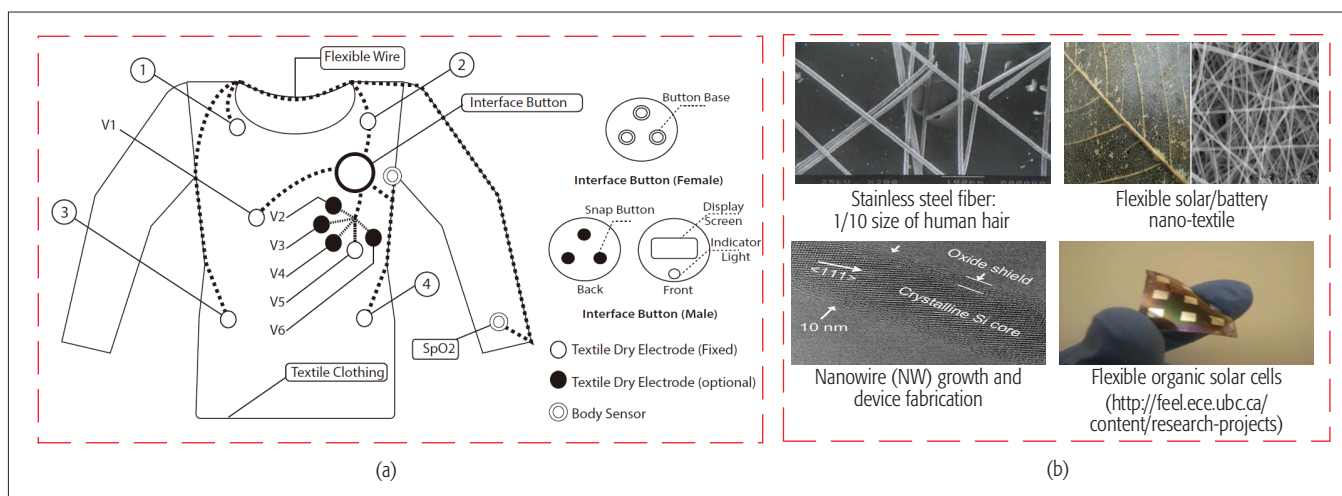 1
Flexible Wire
2
Interface Button
V1
3
V2
V3
V4
V5
V6
4
SpO2
Textile Clothing
Button Base
Interface Button (Female)
Snap Button
Display
Screen
Indicator
Light
Back
Front
Interface Button (Male)
Textile Dry Electrode (Fixed)
Textile Dry Electrode (optional)
Body Sensor
(a)
Stainless steel fiber:
1/10 size of human hair
Flexible solar/battery
nano-textile
<111>
10 nm
Oxide shield
Crystalline Si core
Nanowire (NW) growth and
device fabrication
Flexible organic solar cells
(http://feel.ece.ubc.ca/
content/research-projects)
(b)